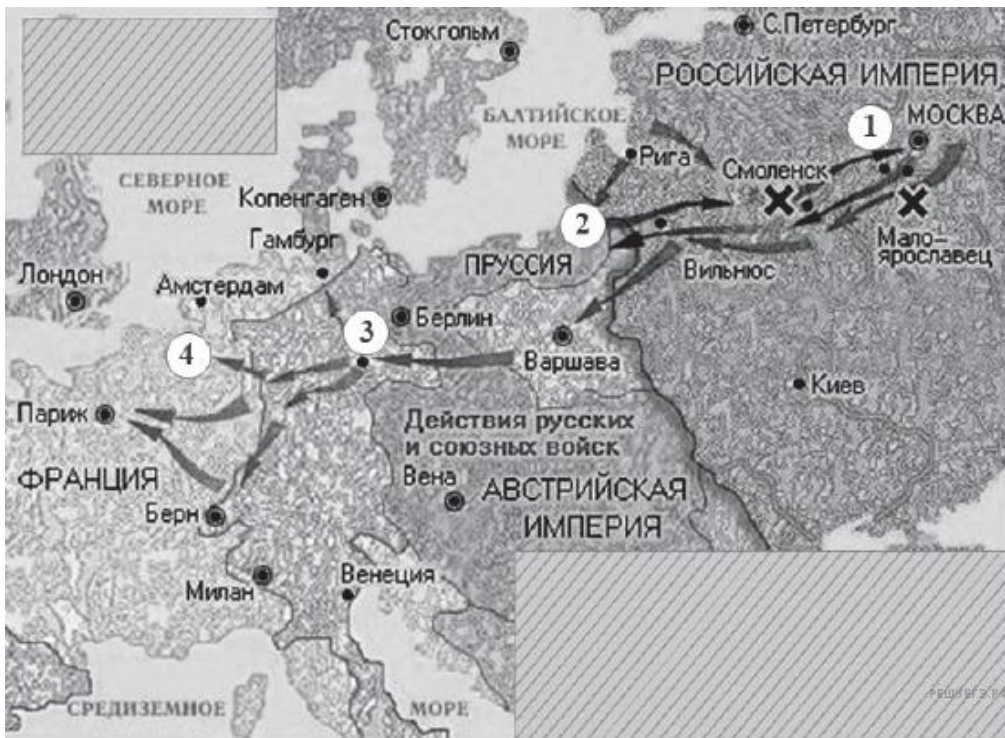 Стокгольм
С.Петербург
РОССИЙСКАЯ ИМПЕРИЯ
БАЛТИЙСКОЕ
МОРЕ
1
МОСКВА
Рига
Смоленск
СЕВЕРНОЕ
МОРЕ
Копенгаген
2
Гамбург
ПРУССИЯ
Вильнюс
Мало-
ярославец
Лондон
Амстердам
3
Берлин
4
Варшава
Киев
Париж
Действия русских
и союзных войск
ФРАНЦИЯ
Вена
АВСТРИЙСКАЯ
ИМПЕРИЯ
Берн
Милан
Венеция
СРЕДИЗЕМНОЕ
МОРЕ